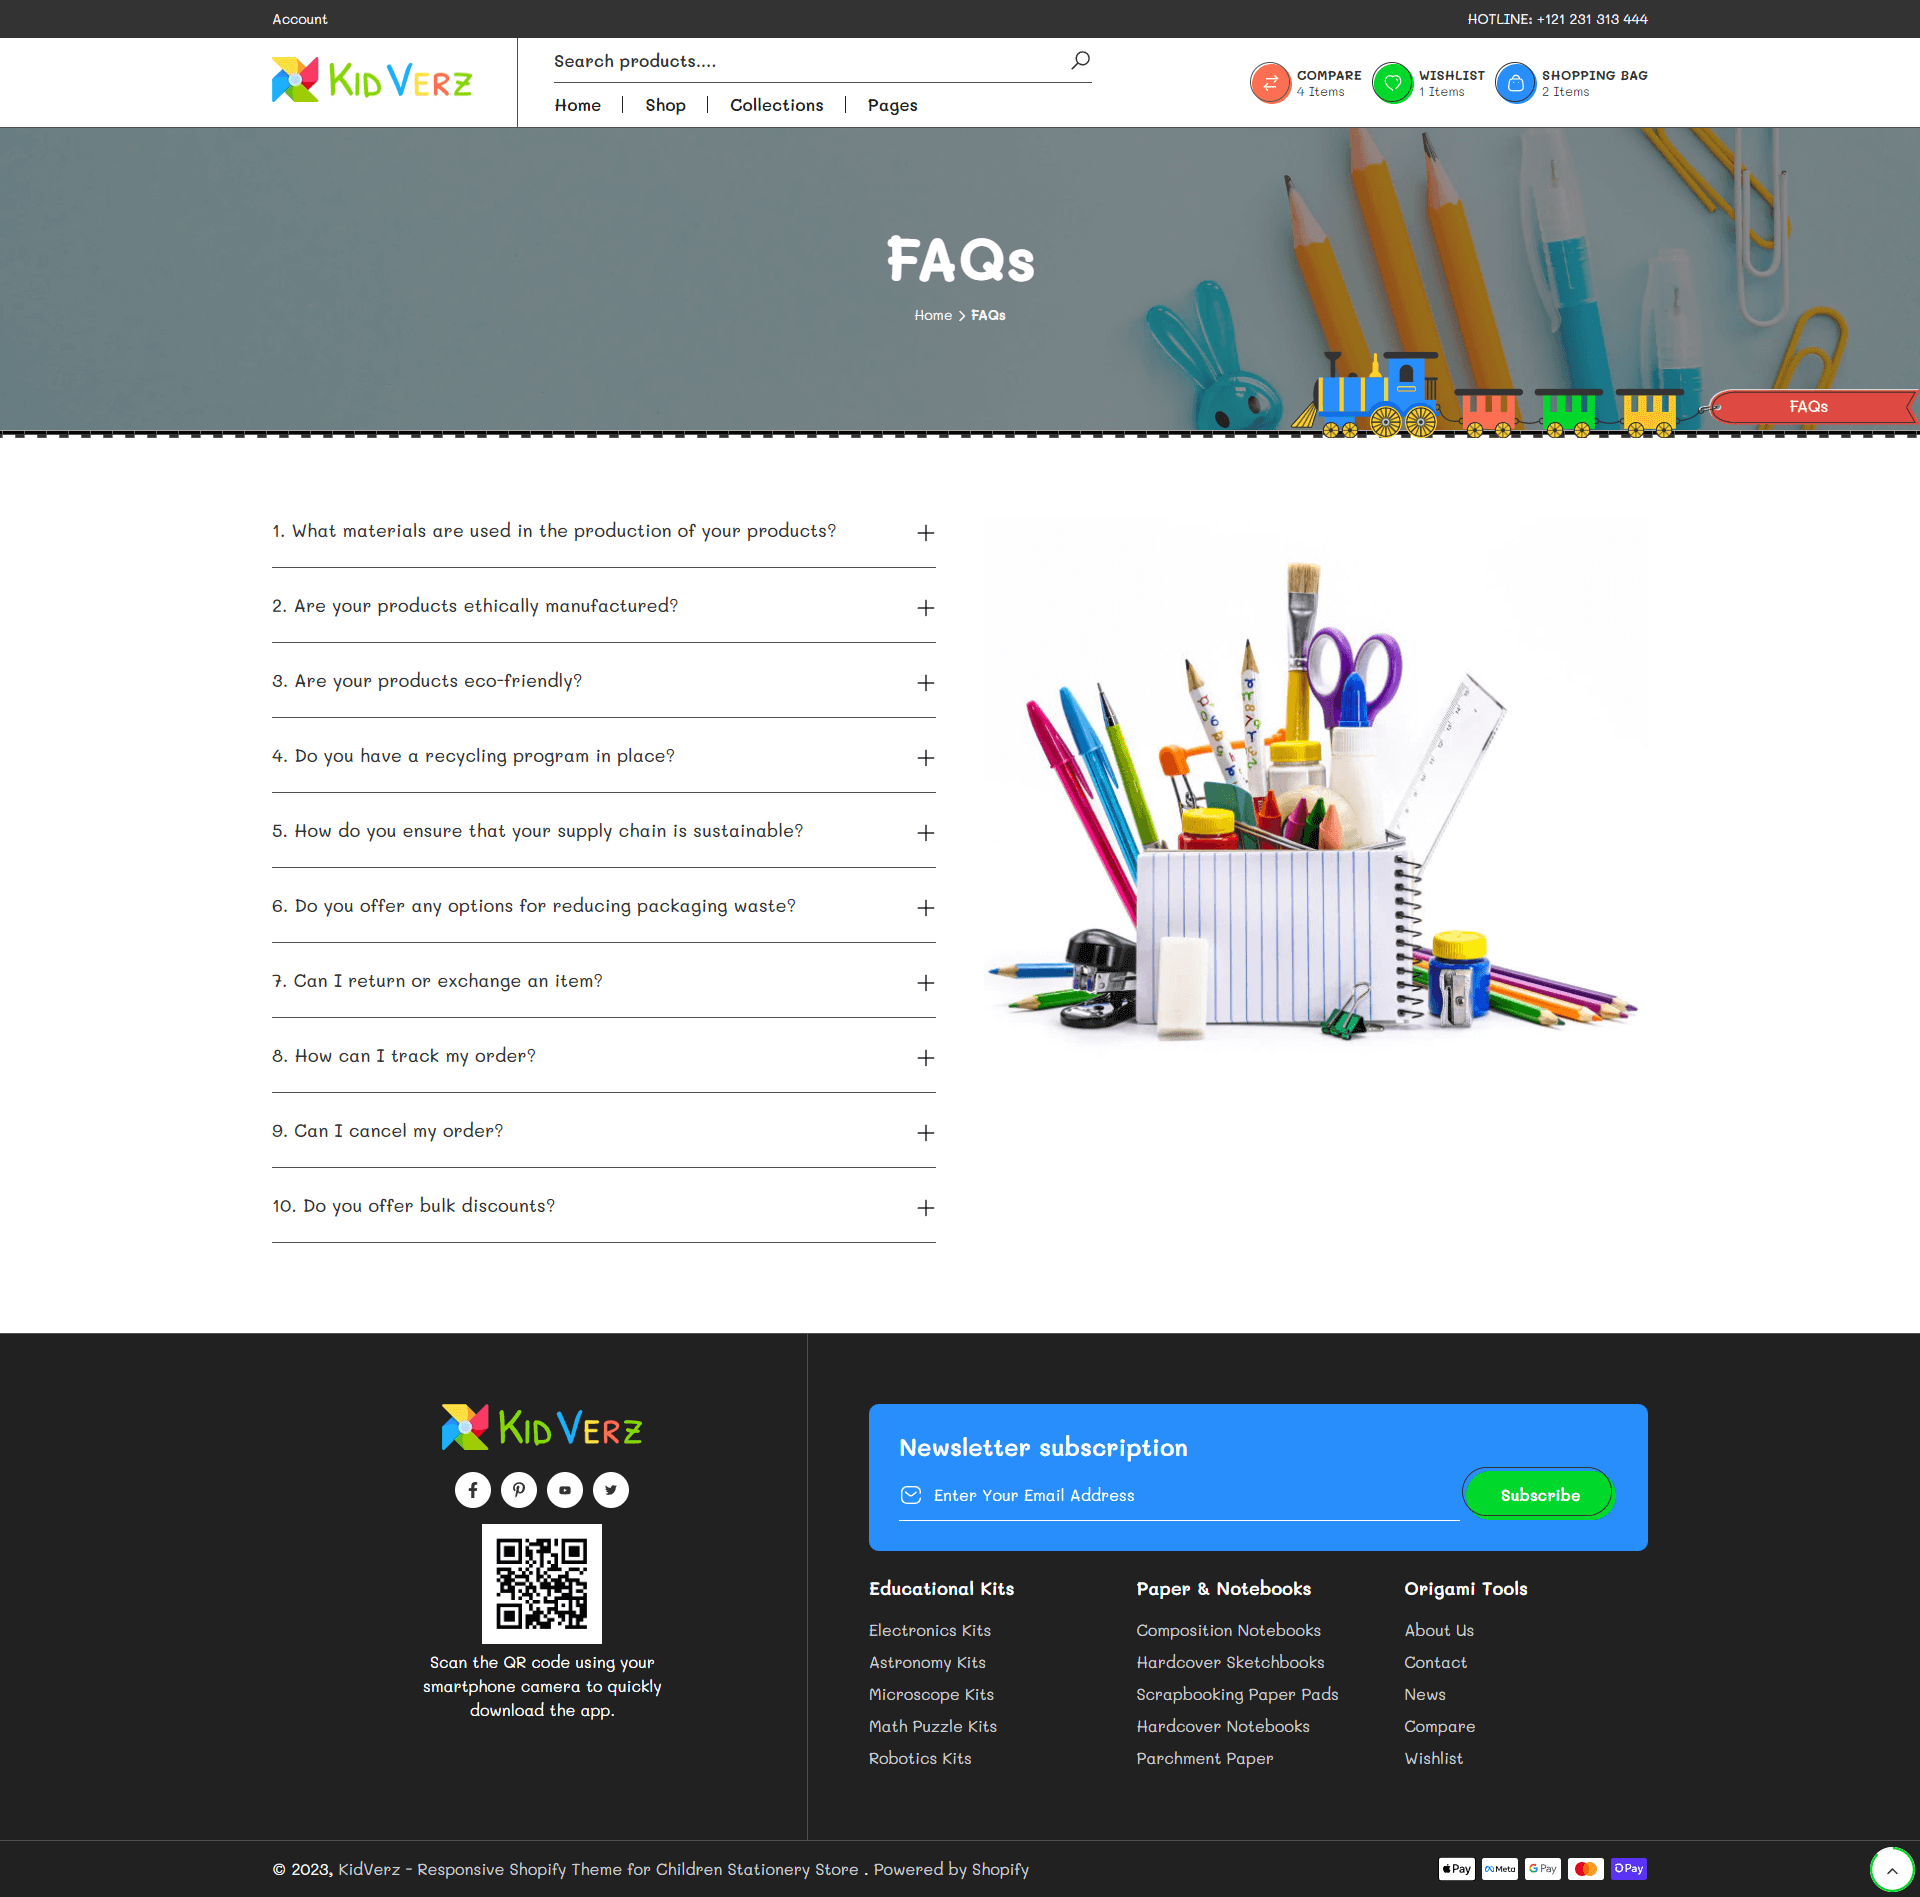 Account
HOTLINE: +121 231 313 444
KID VERZ
Search products....
Home
Shop
Collections
Pages
COMPARE
4 Items
WISHLIST
1 Items
SHOPPING BAG
2 Items
FAQs
Home > FAQs
FAQs
1. What materials are used in the production of your products?
2. Are your products ethically manufactured?
3. Are your products eco-friendly?
4. Do you have a recycling program in place?
5. How do you ensure that your supply chain is sustainable?
6. Do you offer any options for reducing packaging waste?
7. Can I return or exchange an item?
8. How can I track my order?
9. Can I cancel my order?
10. Do you offer bulk discounts?
KID VERZ
Scan the QR code using your
smartphone camera to quickly
download the app.
Newsletter subscription
Enter Your Email Address
Subscribe
Educational Kits
Electronics Kits
Astronomy Kits
Microscope Kits
Math Puzzle Kits
Robotics Kits
Paper & Notebooks
Composition Notebooks
Hardcover Sketchbooks
Scrapbooking Paper Pads
Hardcover Notebooks
Parchment Paper
Origami Tools
About Us
Contact
News
Compare
Wishlist
© 2023, KidVerz - Responsive Shopify Theme for Children Stationery Store . Powered by Shopify
Pay
Meta
G Pay
Pay